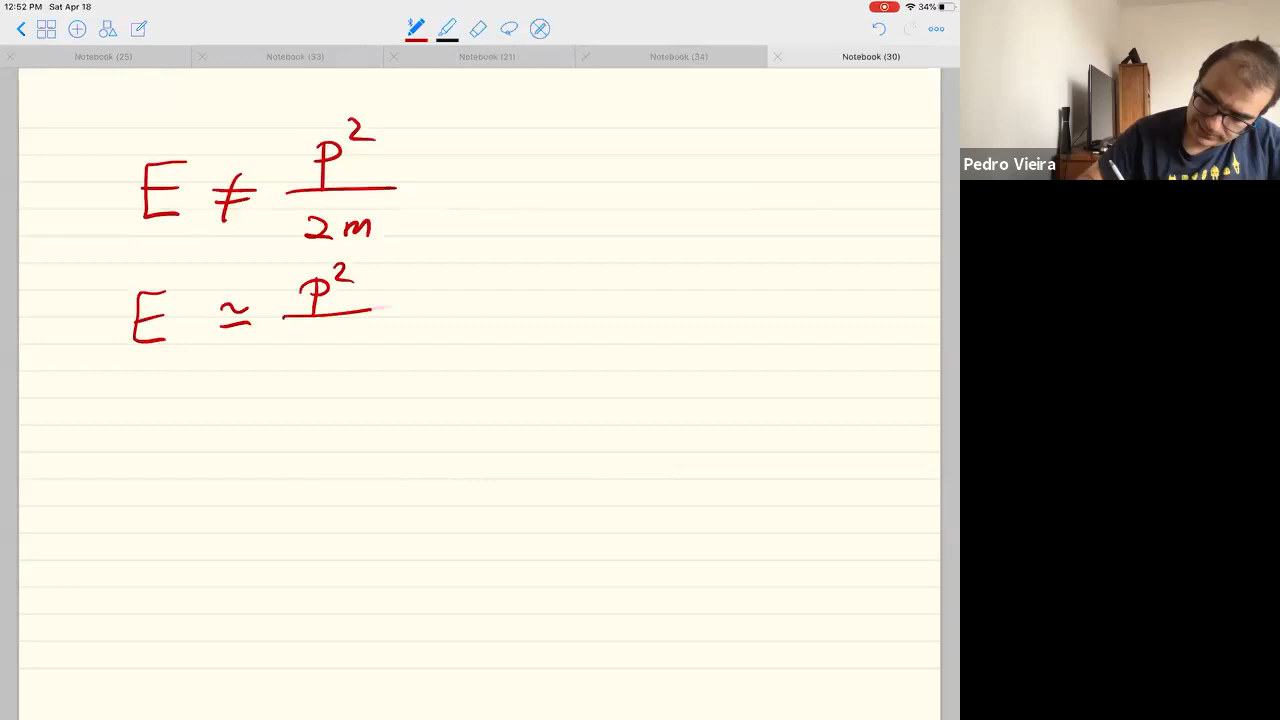 12:52 PM Sat Apr 18
34%
Notebook (25) Notebook (33) Notebook (21) Notebook (34) Notebook (30)
E ≠ P² / 2m
E ≃ P² /
Pedro Vieira